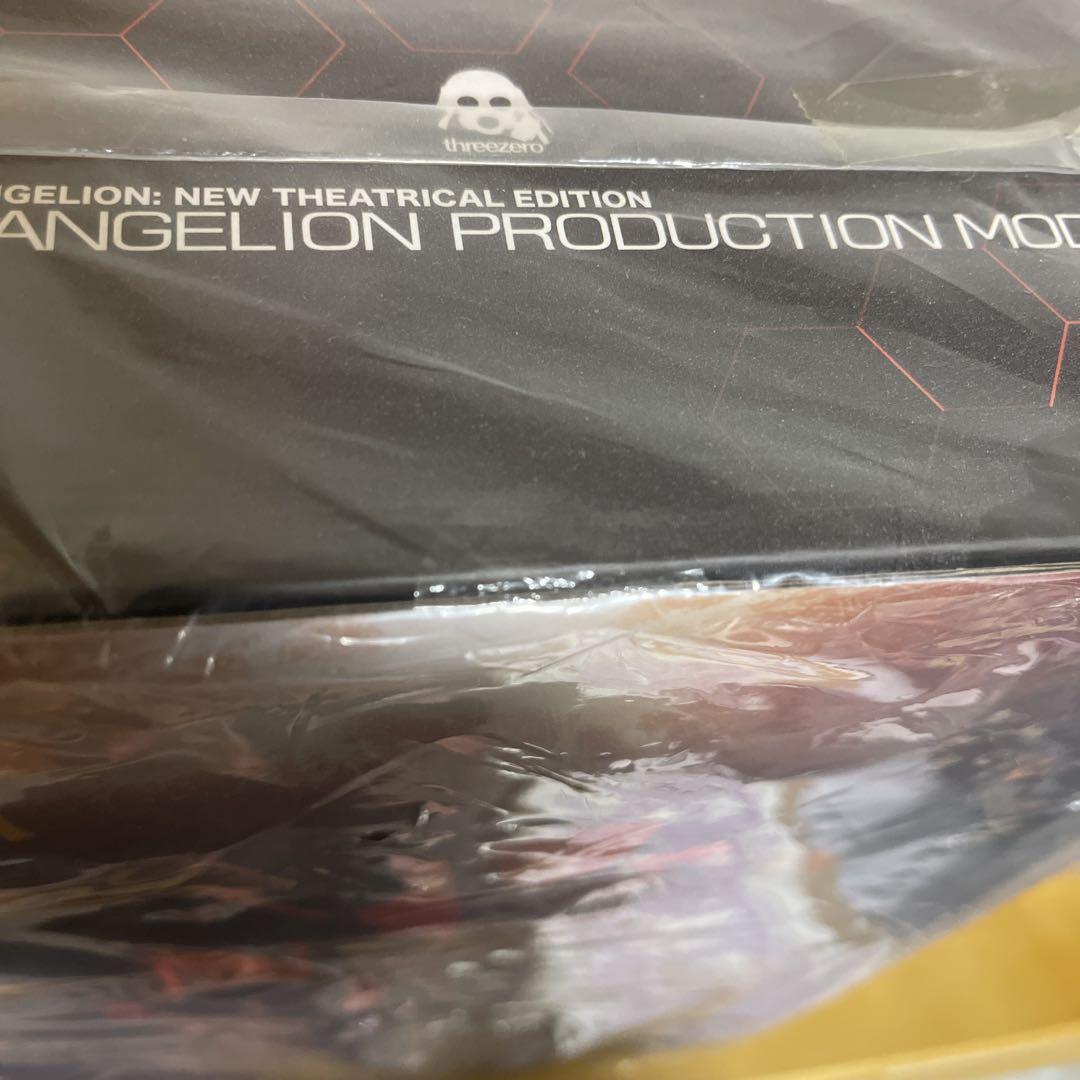 threezero
NGELION: NEW THEATRICAL EDITION
ANGELION PRODUCTION MOD